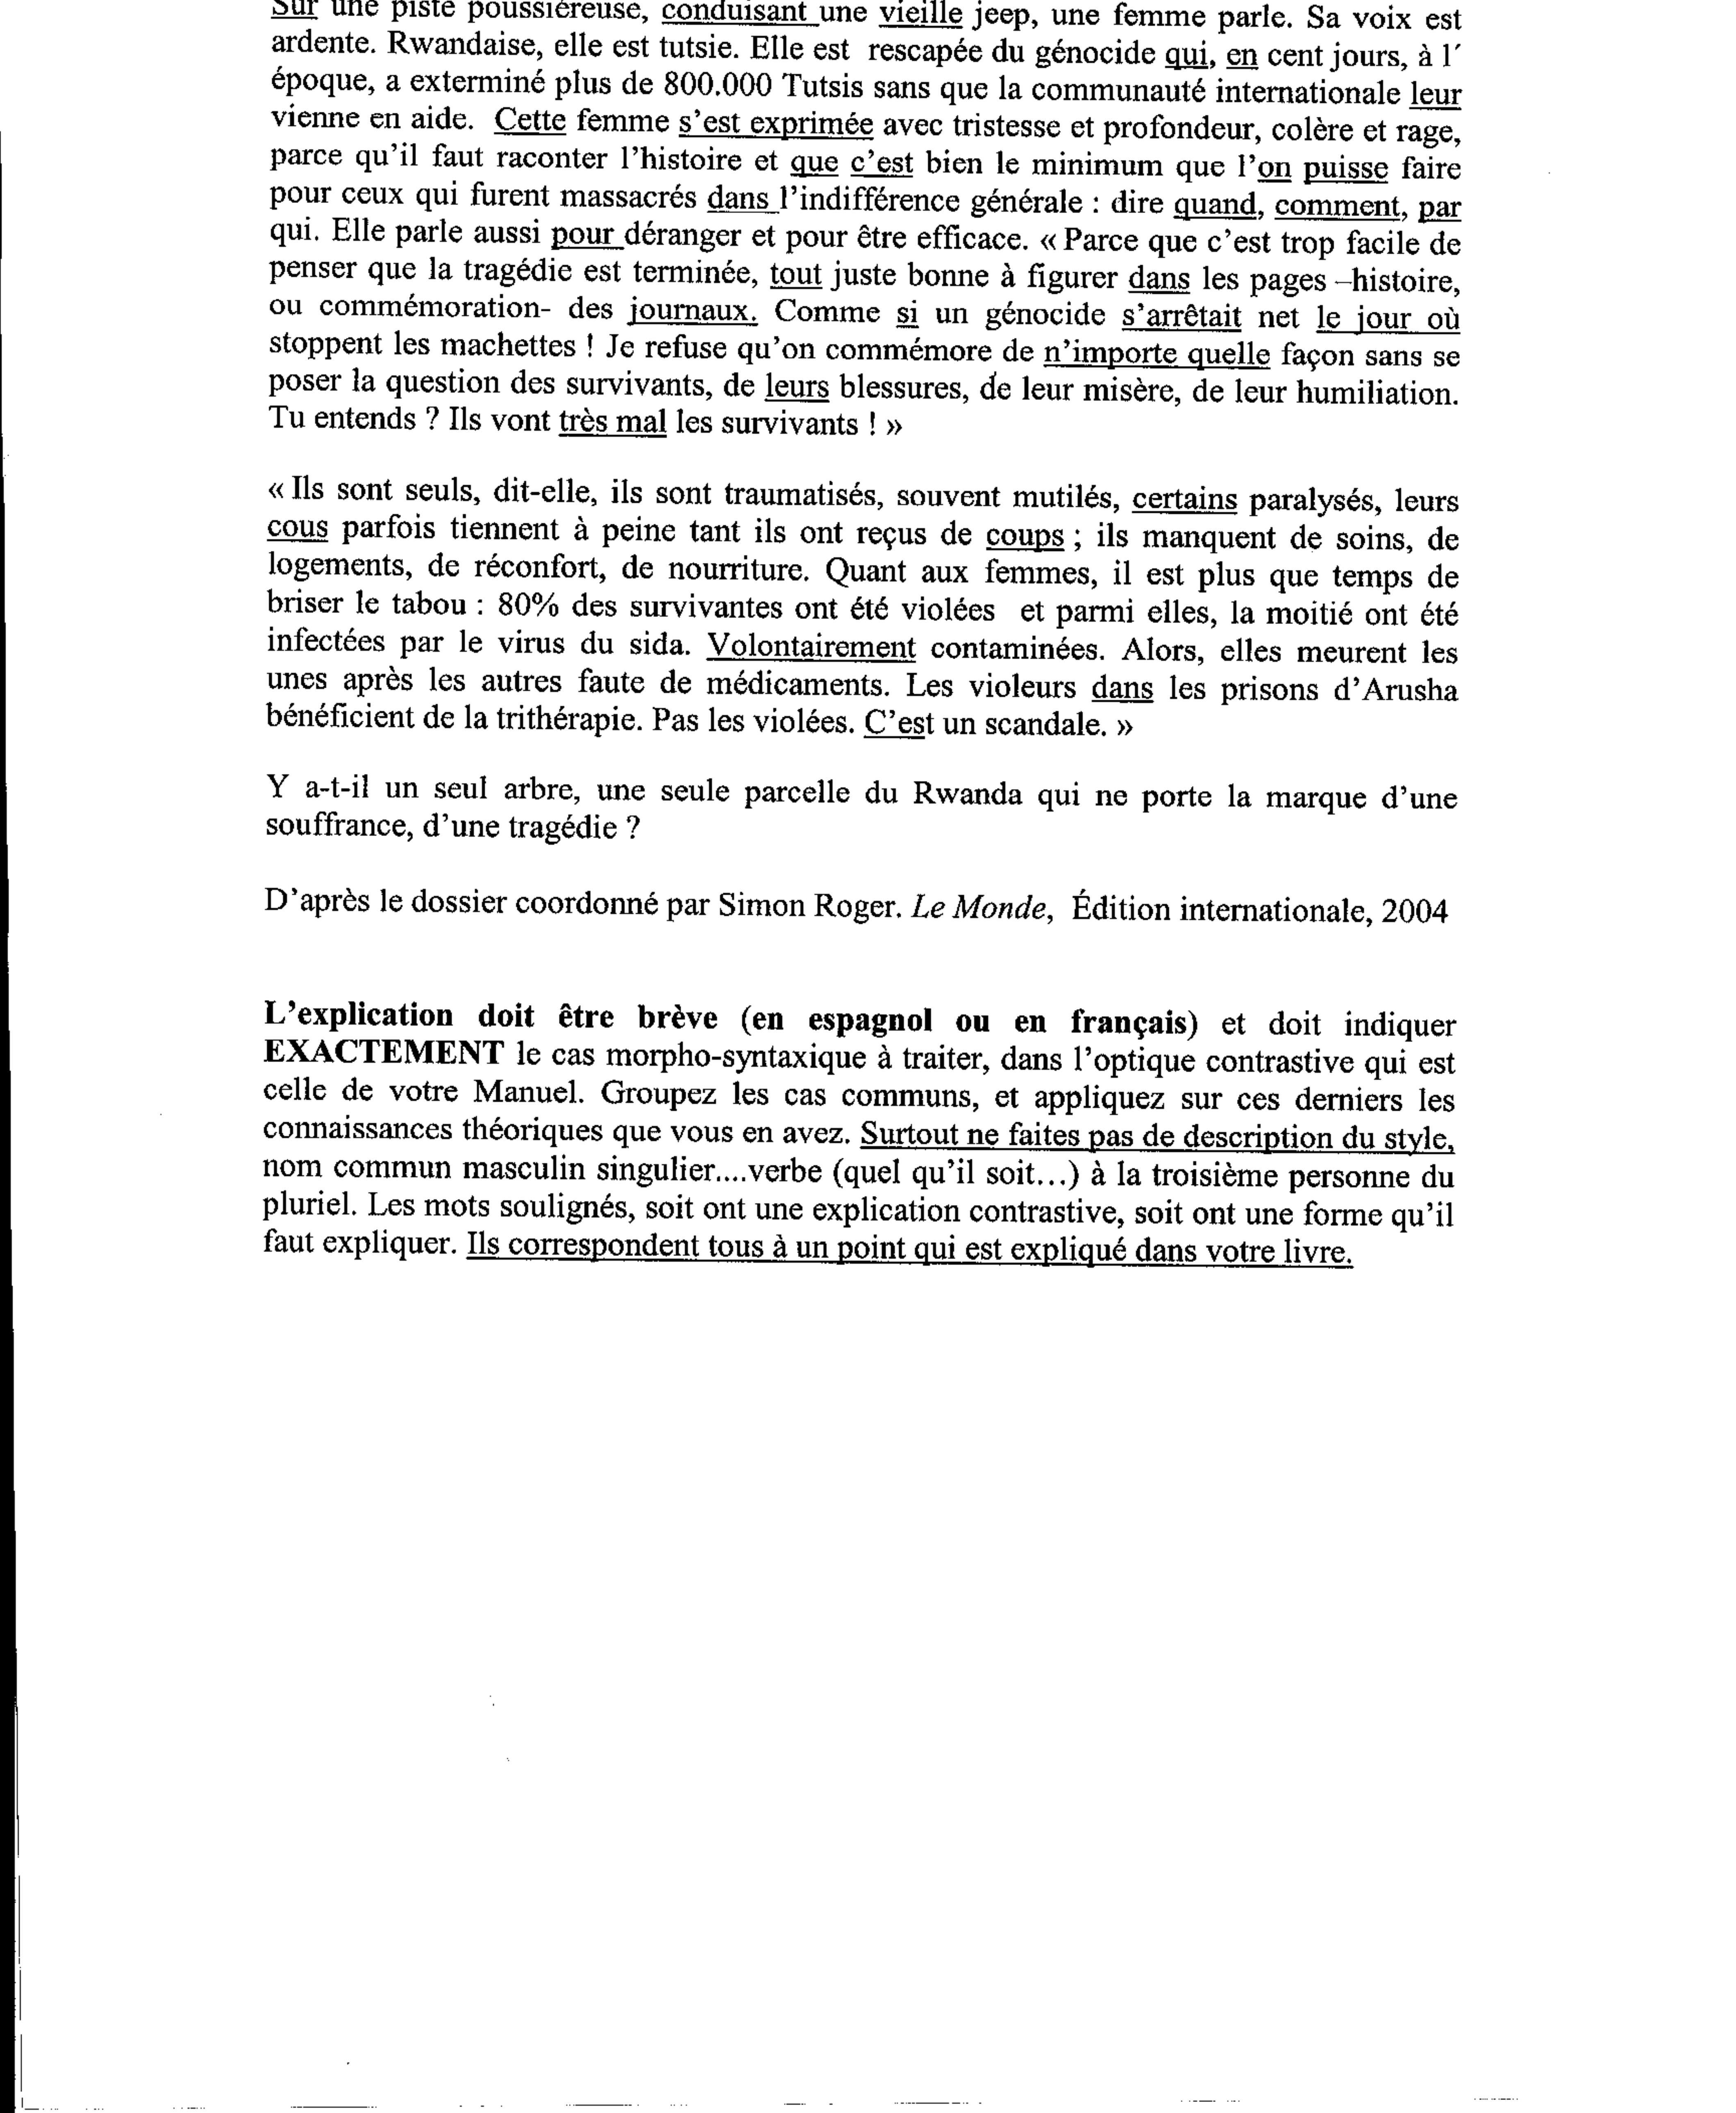 Sur une piste poussiéreuse, conduisant une vieille jeep, une femme parle. Sa voix est
ardente. Rwandaise, elle est tutsie. Elle est rescapée du génocide qui, en cent jours, à l´
époque, a exterminé plus de 800.000 Tutsis sans que la communauté internationale leur
vienne en aide. Cette femme s’est exprimée avec tristesse et profondeur, colère et rage,
parce qu’il faut raconter l’histoire et que c’est bien le minimum que l’on puisse faire
pour ceux qui furent massacrés dans l’indifférence générale : dire quand, comment, par
qui. Elle parle aussi pour déranger et pour être efficace. « Parce que c’est trop facile de
penser que la tragédie est terminée, tout juste bonne à figurer dans les pages –histoire,
ou commémoration- des journaux. Comme si un génocide s’arrêtait net le jour où
stoppent les machettes ! Je refuse qu’on commémore de n’importe quelle façon sans se
poser la question des survivants, de leurs blessures, de leur misère, de leur humiliation.
Tu entends ? Ils vont très mal les survivants ! »
« Ils sont seuls, dit-elle, ils sont traumatisés, souvent mutilés, certains paralysés, leurs
cous parfois tiennent à peine tant ils ont reçus de coups ; ils manquent de soins, de
logements, de réconfort, de nourriture. Quant aux femmes, il est plus que temps de
briser le tabou : 80% des survivantes ont été violées et parmi elles, la moitié ont été
infectées par le virus du sida. Volontairement contaminées. Alors, elles meurent les
unes après les autres faute de médicaments. Les violeurs dans les prisons d’Arusha
bénéficient de la trithérapie. Pas les violées. C’est un scandale. »
Y a-t-il un seul arbre, une seule parcelle du Rwanda qui ne porte la marque d’une
souffrance, d’une tragédie ?
D’après le dossier coordonné par Simon Roger. Le Monde, Édition internationale, 2004
L’explication doit être brève (en espagnol ou en français) et doit indiquer
EXACTEMENT le cas morpho-syntaxique à traiter, dans l’optique contrastive qui est
celle de votre Manuel. Groupez les cas communs, et appliquez sur ces derniers les
connaissances théoriques que vous en avez. Surtout ne faites pas de description du style,
nom commun masculin singulier....verbe (quel qu’il soit...) à la troisième personne du
pluriel. Les mots soulignés, soit ont une explication contrastive, soit ont une forme qu’il
faut expliquer. Ils correspondent tous à un point qui est expliqué dans votre livre.